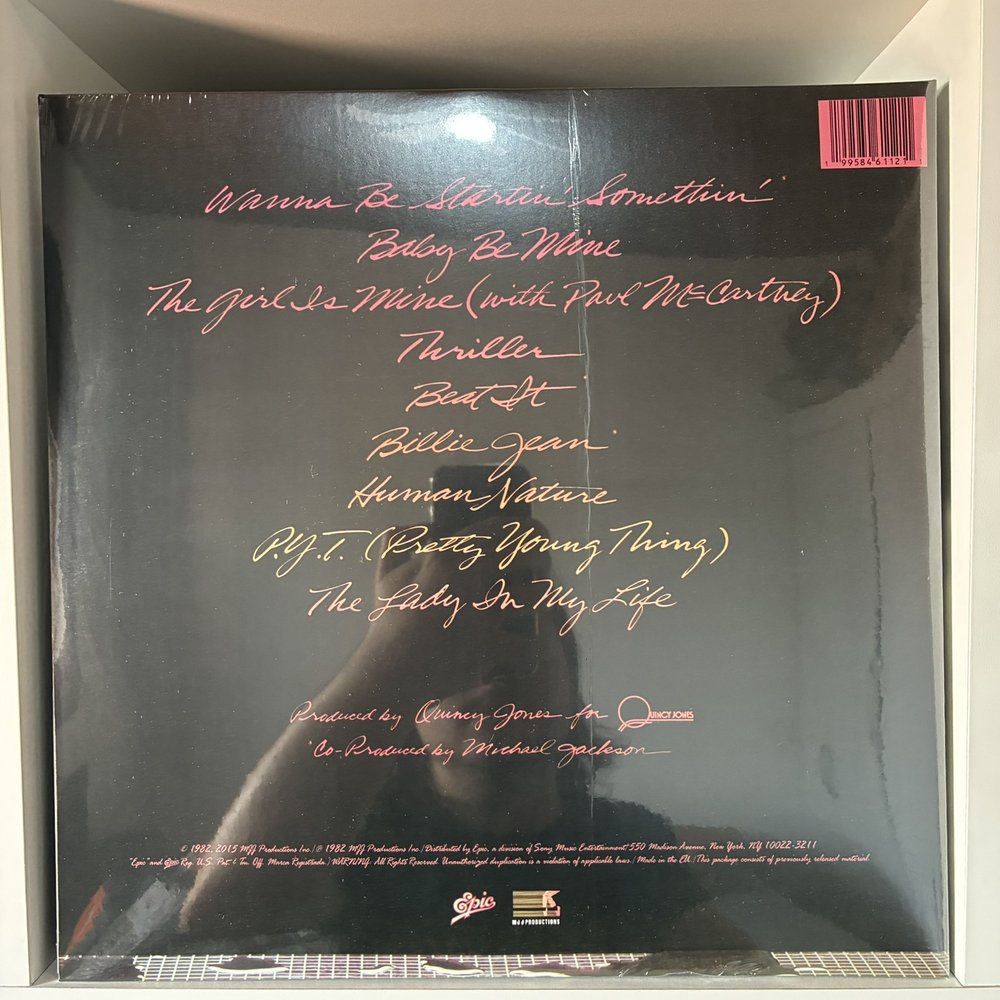 1 99584 61121 1
Wanna Be Startin' Somethin'
Baby Be Mine
The Girl Is Mine (with Paul McCartney)
Thriller
Beat It
Billie Jean
Human Nature
P.Y.T. (Pretty Young Thing)
The Lady In My Life
Produced by Quincy Jones for QUINCY JONES
Co-Produced by Michael Jackson
© 1982, 2015 MJJ Productions Inc./℗ 1982 MJJ Productions Inc./Distributed by Epic, a division of Sony Music Entertainment/550 Madison Avenue, New York, NY 10022-3211
"Epic" and Epic Reg. U.S. Pat. & Tm. Off. Marca Registrada./WARNING: All Rights Reserved. Unauthorized duplication is a violation of applicable laws./Made in the EU./This package consists of previously released material.
Epic
MJJ PRODUCTIONS